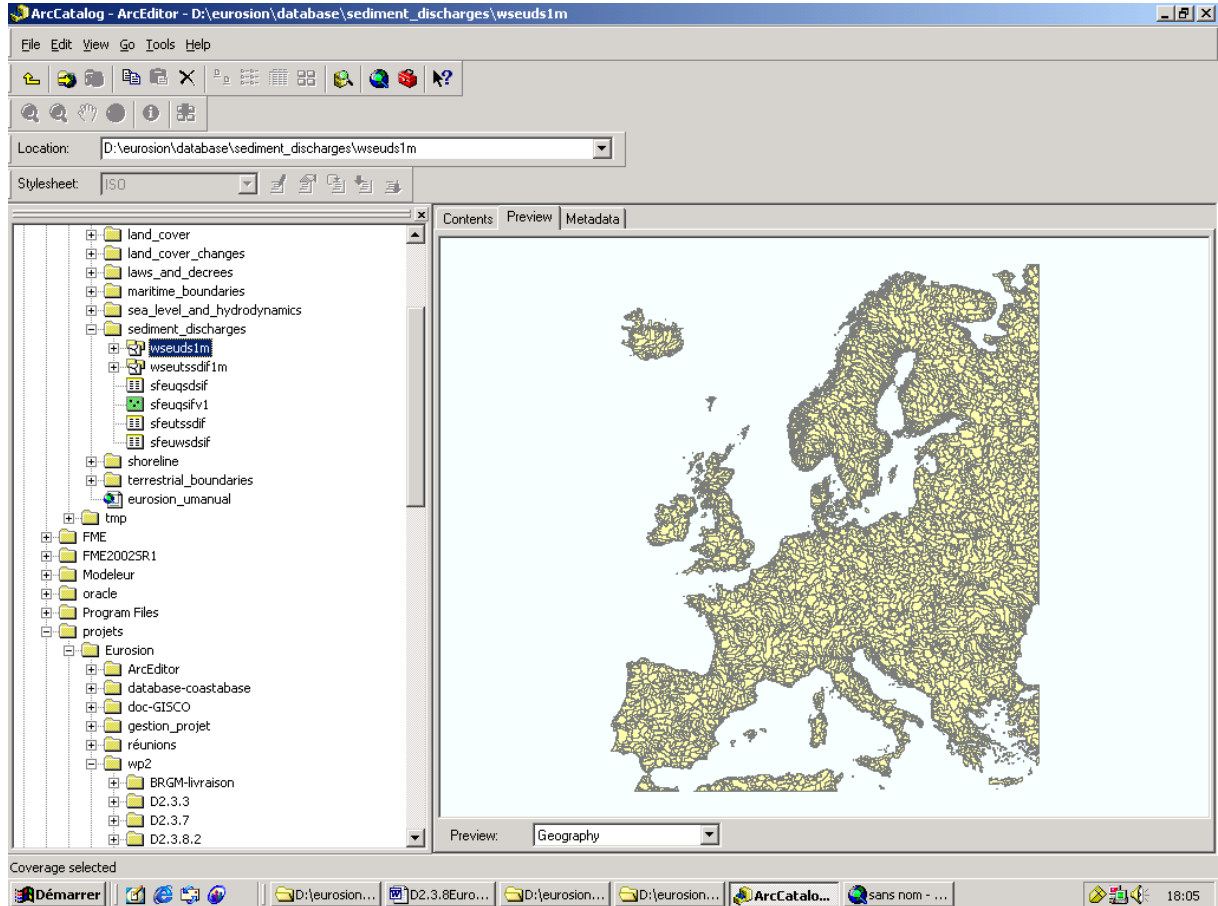 ArcCatalog - ArcEditor - D:\eurosion\database\sediment_discharges\wseuds1m
File Edit View Go Tools Help
Location: D:\eurosion\database\sediment_discharges\wseuds1m
Stylesheet: ISO
land_cover
land_cover_changes
laws_and_decrees
maritime_boundaries
sea_level_and_hydrodynamics
sediment_discharges
wseuds1m
wseutssdif1m
sfeuqsdsif
sfeuqsifv1
sfeutssdif
sfeuwsdsif
shoreline
terrestrial_boundaries
eurosion_umanual
tmp
FME
FME2002SR1
Modeleur
oracle
Program Files
projets
Eurosion
ArcEditor
database-coastabase
doc-GISCO
gestion_projet
réunions
wp2
BRGM-livraison
D2.3.3
D2.3.7
D2.3.8.2
Contents Preview Metadata
Preview: Geography
Coverage selected
Démarrer D:\eurosion... D2.3.8Euro... D:\eurosion... D:\eurosion... ArcCatalo... sans nom - ... 18:05